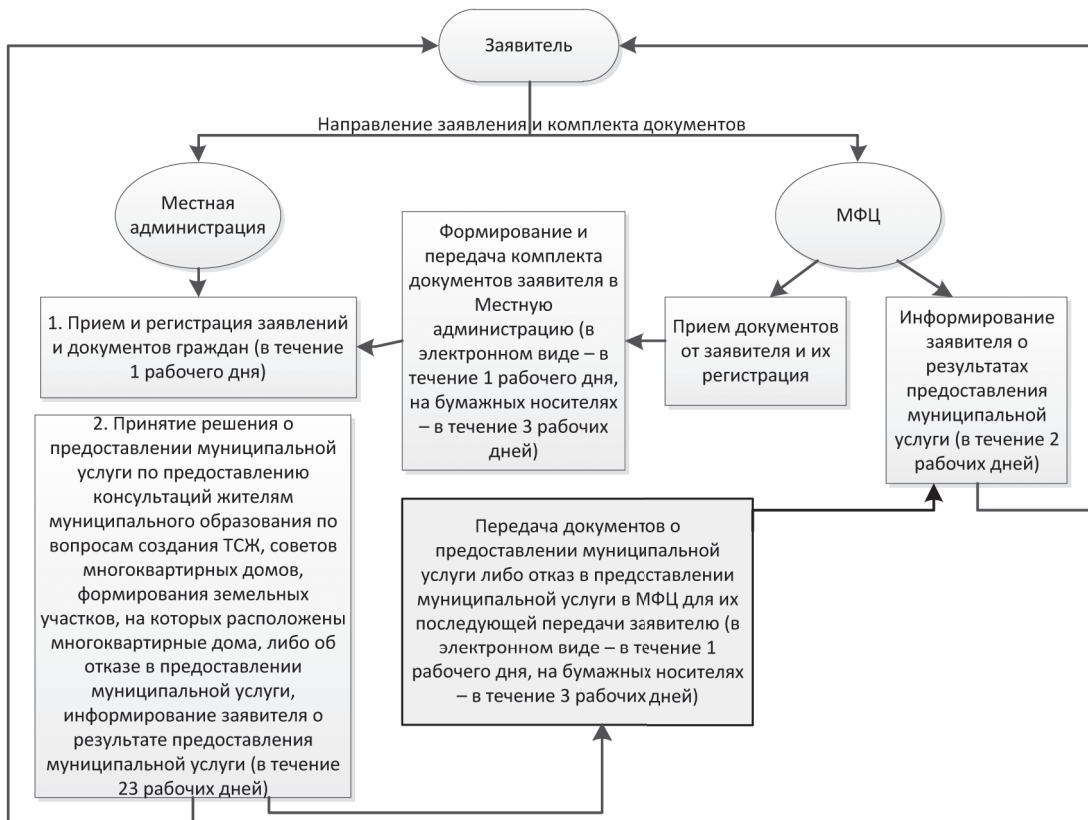 Заявитель
Направление заявления и комплекта документов
Местная
администрация
МФЦ
Формирование и
передача комплекта
документов заявителя в
Местную
администрацию (в
электронном виде – в
течение 1 рабочего дня,
на бумажных носителях
– в течение 3 рабочих
дней)
1. Прием и регистрация заявлений
и документов граждан (в течение
1 рабочего дня)
Прием документов
от заявителя и их
регистрация
Информирование
заявителя о
результатах
предоставления
муниципальной
услуги (в течение 2
рабочих дней)
2. Принятие решения о
предоставлении муниципальной
услуги по предоставлению
консультаций жителям
муниципального образования по
вопросам создания ТСЖ, советов
многоквартирных домов,
формирования земельных
участков, на которых расположены
многоквартирные дома, либо об
отказе в предоставлении
муниципальной услуги,
информирование заявителя о
результате предоставления
муниципальной услуги (в течение
23 рабочих дней)
Передача документов о
предоставлении муниципальной
услуги либо отказ в предоставлении
муниципальной услуги в МФЦ для их
последующей передачи заявителю (в
электронном виде – в течение 1
рабочего дня, на бумажных носителях
– в течение 3 рабочих дней)